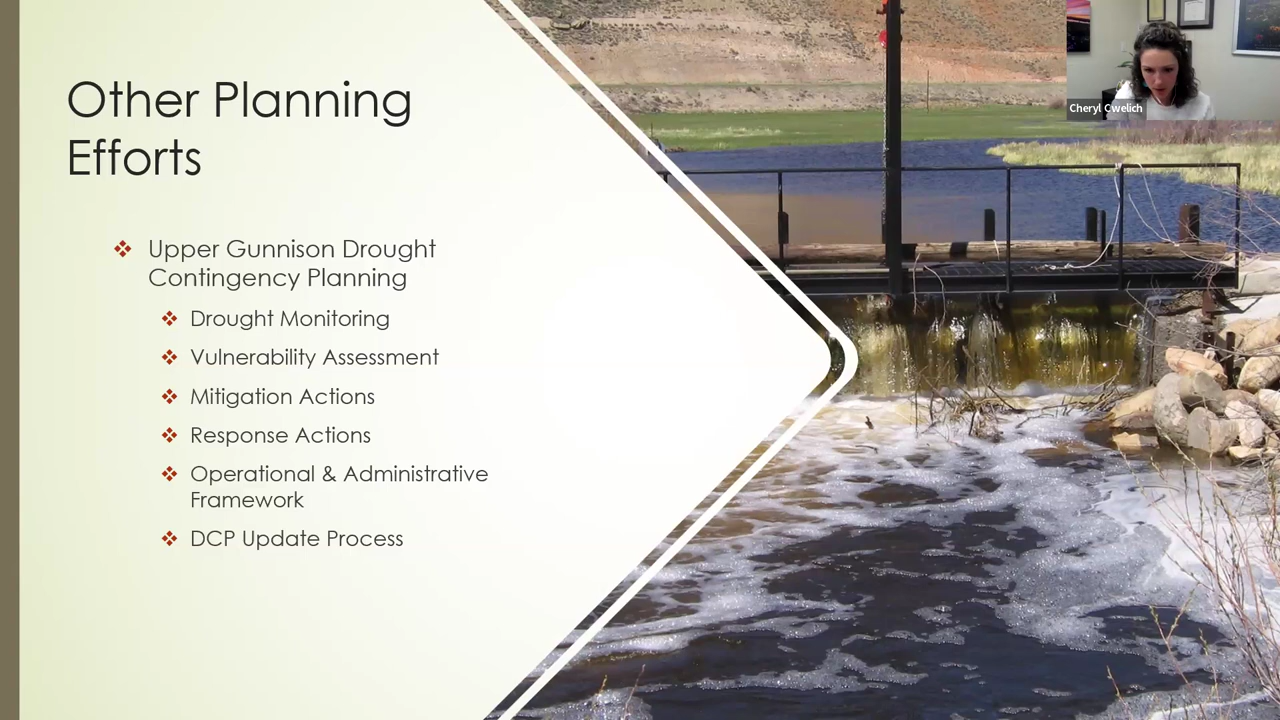 Other Planning
Efforts
Upper Gunnison Drought
Contingency Planning
Drought Monitoring
Vulnerability Assessment
Mitigation Actions
Response Actions
Operational & Administrative
Framework
DCP Update Process
Cheryl Cwelich